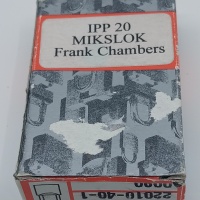 IPP 20
MIKSLOK
Frank Chambers
22010-40-1